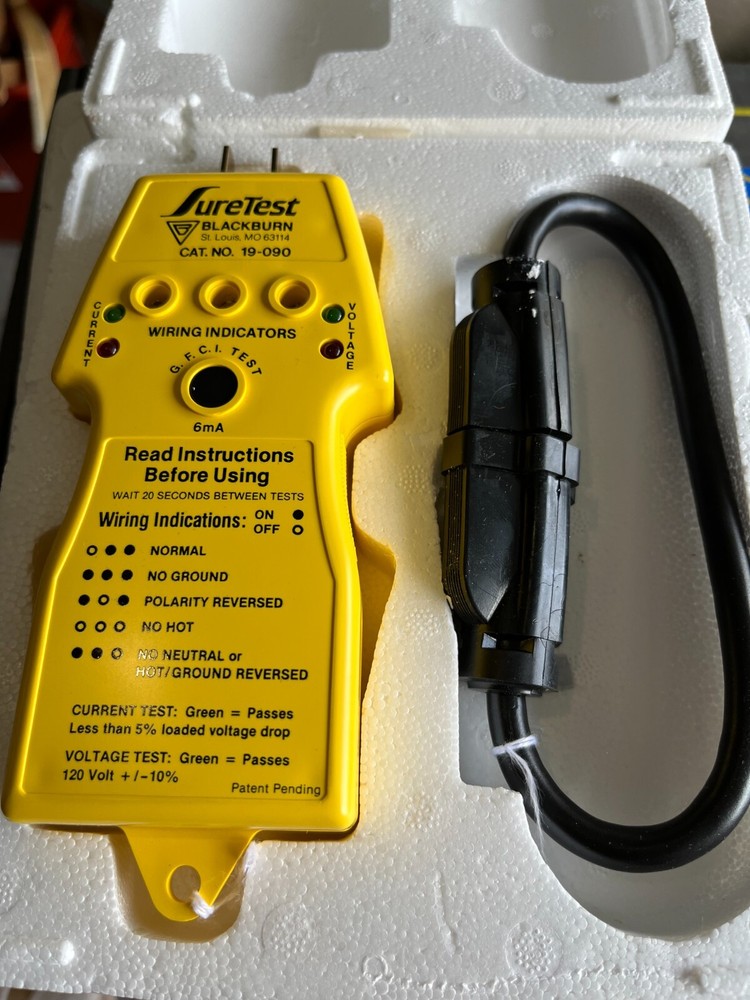 SureTest
BLACKBURN
St. Louis, MO 63114
CAT. NO. 19-090
CURRENT
VOLTAGE
WIRING INDICATORS
G.F.C.I. TEST
6mA
Read Instructions
Before Using
WAIT 20 SECONDS BETWEEN TESTS
Wiring Indications: ON ●
OFF ○
○ ● ● NORMAL
● ● ● NO GROUND
● ○ ● POLARITY REVERSED
○ ○ ○ NO HOT
● ● ○ NO NEUTRAL or
HOT/GROUND REVERSED
CURRENT TEST: Green = Passes
Less than 5% loaded voltage drop
VOLTAGE TEST: Green = Passes
120 Volt +/-10%
Patent Pending